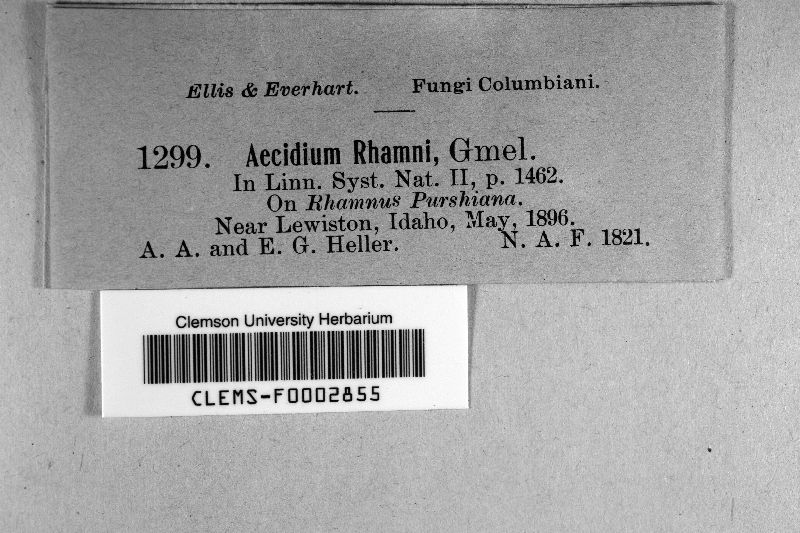 Ellis & Everhart. Fungi Columbiani.
1299. Aecidium Rhamni, Gmel.
In Linn. Syst. Nat. II, p. 1462.
On Rhamnus Purshiana.
Near Lewiston, Idaho, May, 1896.
A. A. and E. G. Heller. N. A. F. 1821.
Clemson University Herbarium
CLEMS-F0002855